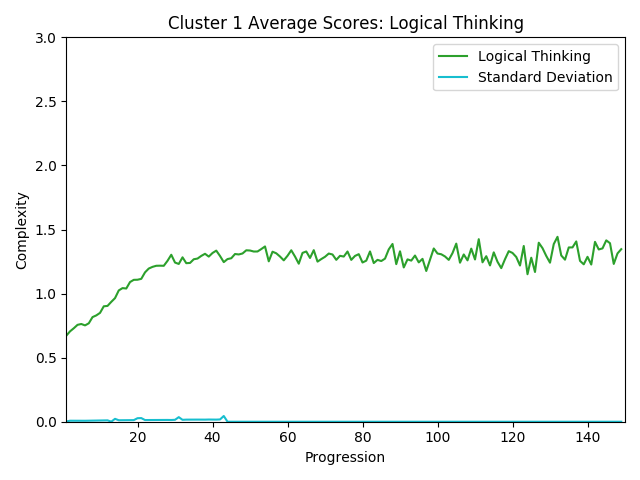 Cluster 1 Average Scores: Logical Thinking
3.0
2.5
2.0
1.5
1.0
0.5
0.0
Complexity
Logical Thinking
Standard Deviation
20 40 60 80 100 120 140
Progression